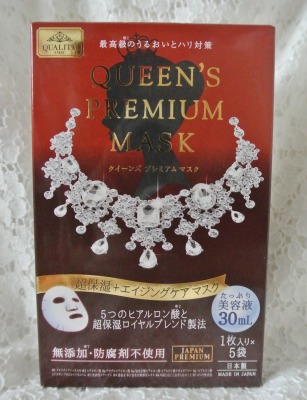 最高級のうるおいとハリ対策
QUALITY
QUEEN'S
PREMIUM
MASK
クイーンズ プレミアム マスク
超保湿+エイジングケア マスク
たっぷり
美容液
30mL
5つのヒアルロン酸と
超保湿ロイヤルブレンド製法
1枚入り×
5袋
無添加・防腐剤不使用
JAPAN
PREMIUM
日本製
MADE IN JAPAN